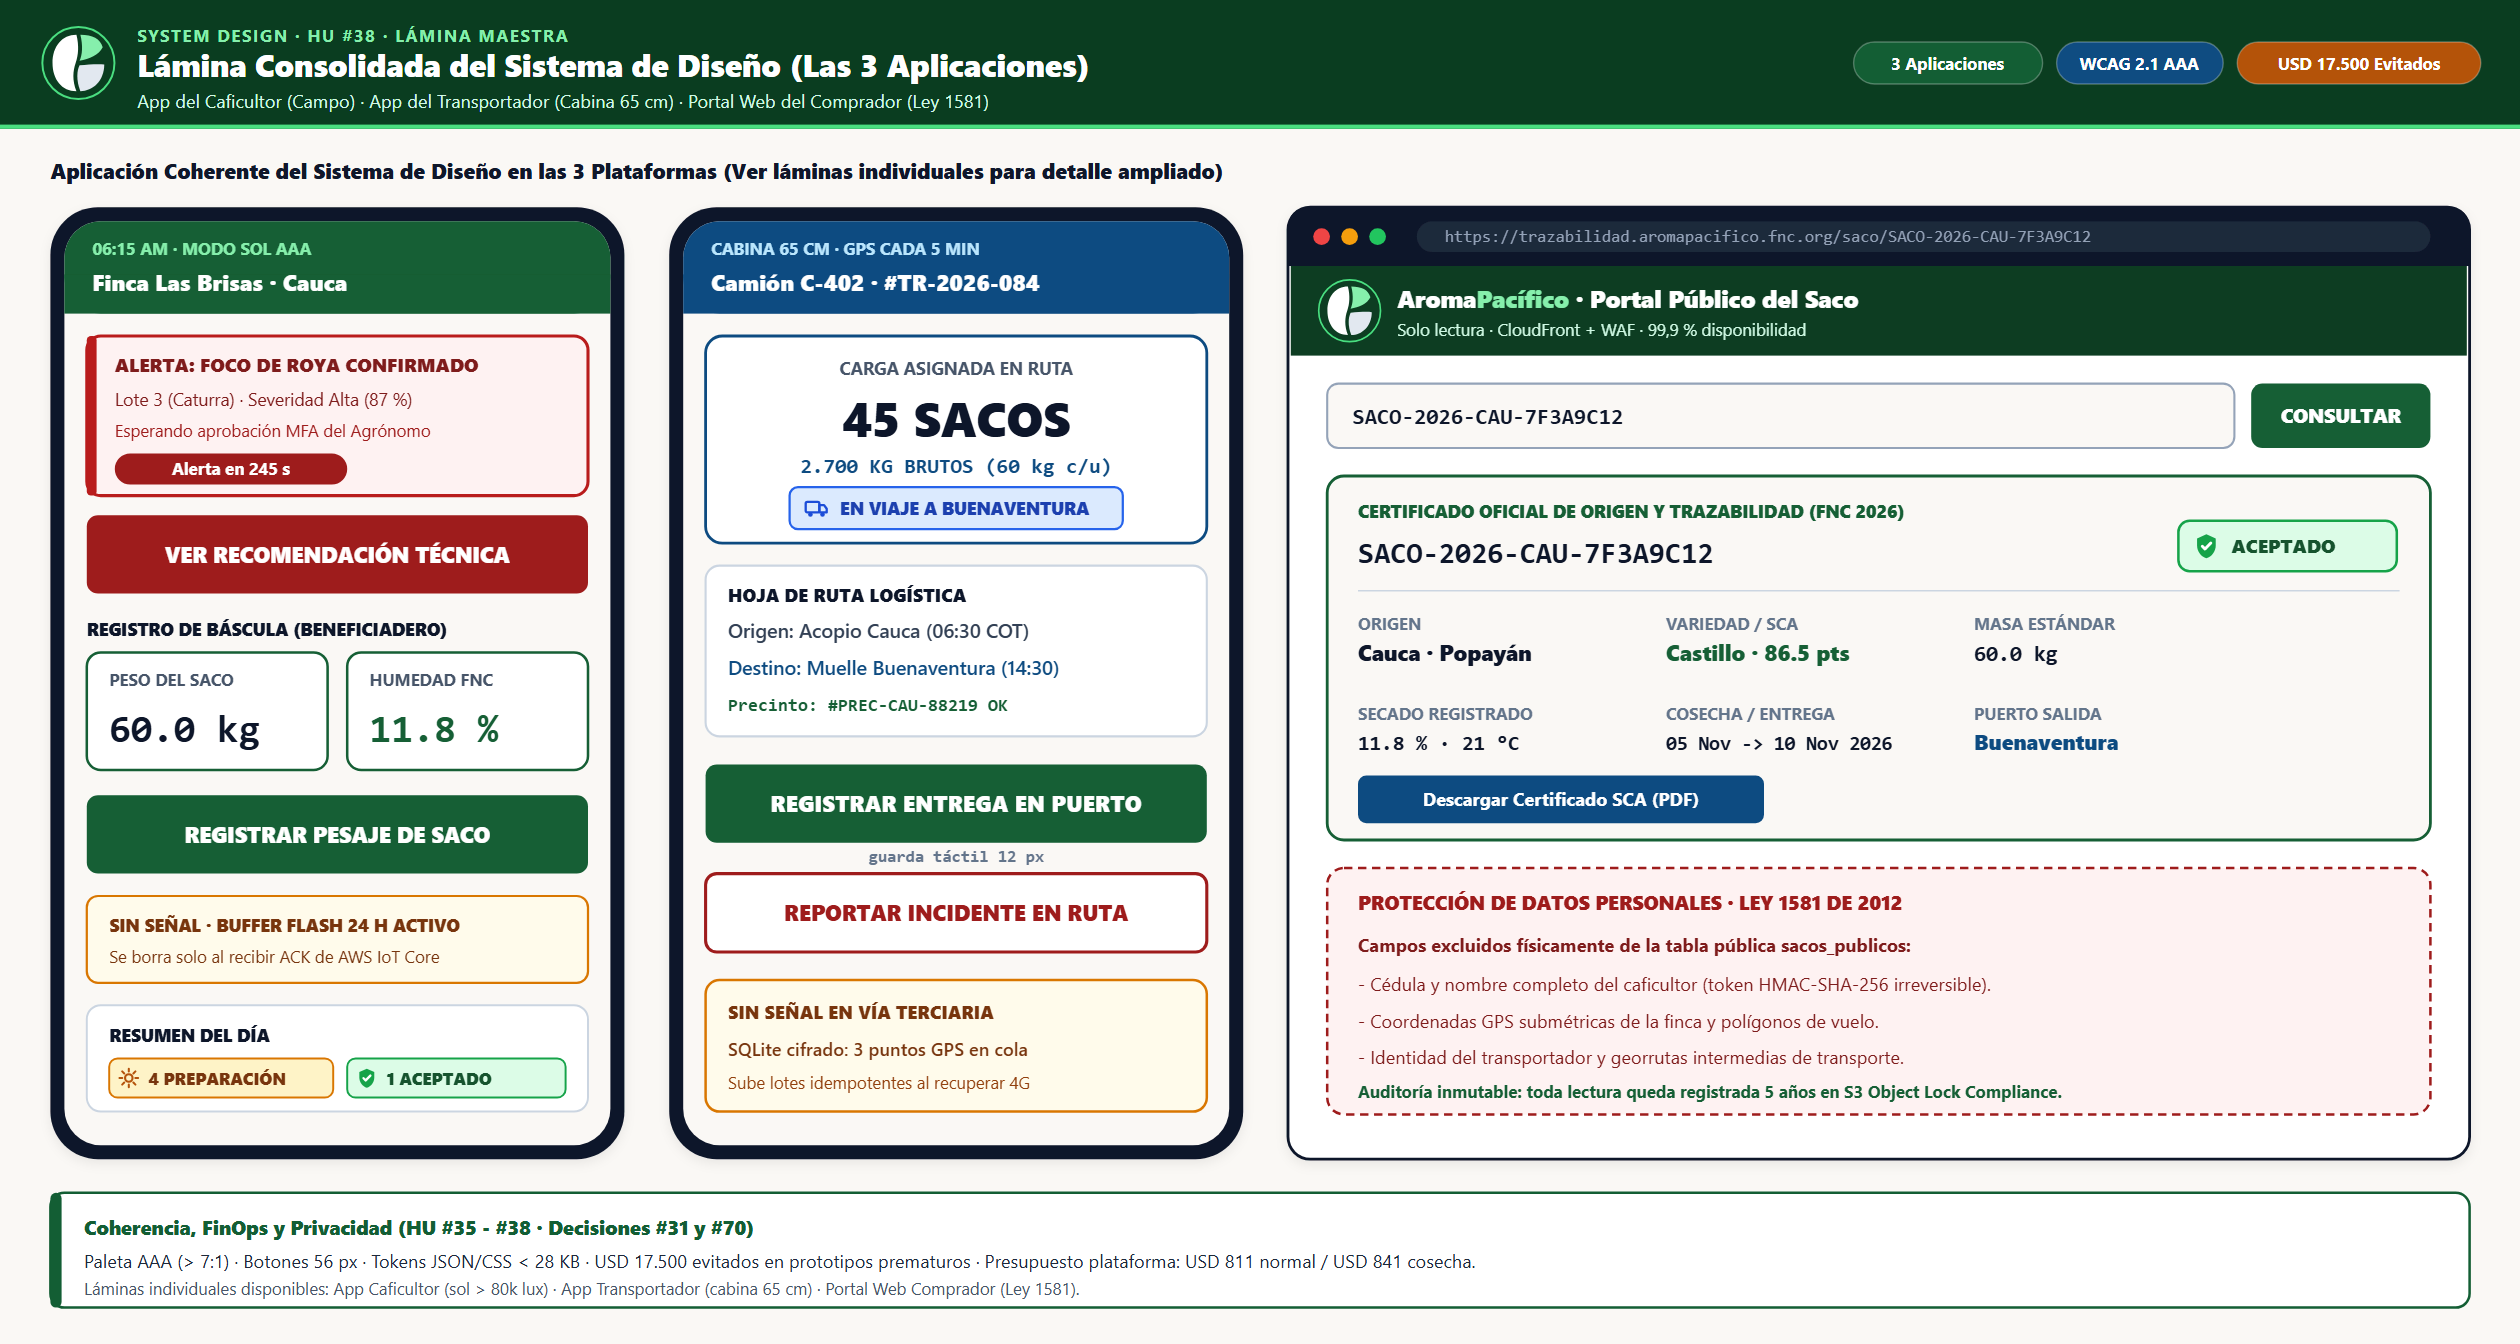 SYSTEM DESIGN · HU #38 · LÁMINA MAESTRA
Lámina Consolidada del Sistema de Diseño (Las 3 Aplicaciones)
App del Caficultor (Campo) · App del Transportador (Cabina 65 cm) · Portal Web del Comprador (Ley 1581)
3 Aplicaciones
WCAG 2.1 AAA
USD 17.500 Evitados
Aplicación Coherente del Sistema de Diseño en las 3 Plataformas (Ver láminas individuales para detalle ampliado)
06:15 AM · MODO SOL AAA
Finca Las Brisas · Cauca
ALERTA: FOCO DE ROYA CONFIRMADO
Lote 3 (Caturra) · Severidad Alta (87 %)
Esperando aprobación MFA del Agrónomo
Alerta en 245 s
VER RECOMENDACIÓN TÉCNICA
REGISTRO DE BÁSCULA (BENEFICIADERO)
PESO DEL SACO
60.0 kg
HUMEDAD FNC
11.8 %
REGISTRAR PESAJE DE SACO
SIN SEÑAL · BUFFER FLASH 24 H ACTIVO
Se borra solo al recibir ACK de AWS IoT Core
RESUMEN DEL DÍA
4 PREPARACIÓN
1 ACEPTADO
CABINA 65 CM · GPS CADA 5 MIN
Camión C-402 · #TR-2026-084
CARGA ASIGNADA EN RUTA
45 SACOS
2.700 KG BRUTOS (60 kg c/u)
EN VIAJE A BUENAVENTURA
HOJA DE RUTA LOGÍSTICA
Origen: Acopio Cauca (06:30 COT)
Destino: Muelle Buenaventura (14:30)
Precinto: #PREC-CAU-88219 OK
REGISTRAR ENTREGA EN PUERTO
guarda táctil 12 px
REPORTAR INCIDENTE EN RUTA
SIN SEÑAL EN VÍA TERCIARIA
SQLite cifrado: 3 puntos GPS en cola
Sube lotes idempotentes al recuperar 4G
https://trazabilidad.aromapacifico.fnc.org/saco/SACO-2026-CAU-7F3A9C12
AromaPacífico · Portal Público del Saco
Solo lectura · CloudFront + WAF · 99,9 % disponibilidad
SACO-2026-CAU-7F3A9C12
CONSULTAR
CERTIFICADO OFICIAL DE ORIGEN Y TRAZABILIDAD (FNC 2026)
SACO-2026-CAU-7F3A9C12
ACEPTADO
ORIGEN
Cauca · Popayán
VARIEDAD / SCA
Castillo · 86.5 pts
MASA ESTÁNDAR
60.0 kg
SECADO REGISTRADO
11.8 % · 21 °C
COSECHA / ENTREGA
05 Nov -> 10 Nov 2026
PUERTO SALIDA
Buenaventura
Descargar Certificado SCA (PDF)
PROTECCIÓN DE DATOS PERSONALES · LEY 1581 DE 2012
Campos excluidos físicamente de la tabla pública sacos_publicos:
- Cédula y nombre completo del caficultor (token HMAC-SHA-256 irreversible).
- Coordenadas GPS submétricas de la finca y polígonos de vuelo.
- Identidad del transportador y georrutas intermedias de transporte.
Auditoría inmutable: toda lectura queda registrada 5 años en S3 Object Lock Compliance.
Coherencia, FinOps y Privacidad (HU #35 - #38 · Decisiones #31 y #70)
Paleta AAA (> 7:1) · Botones 56 px · Tokens JSON/CSS < 28 KB · USD 17.500 evitados en prototipos prematuros · Presupuesto plataforma: USD 811 normal / USD 841 cosecha.
Láminas individuales disponibles: App Caficultor (sol > 80k lux) · App Transportador (cabina 65 cm) · Portal Web Comprador (Ley 1581).